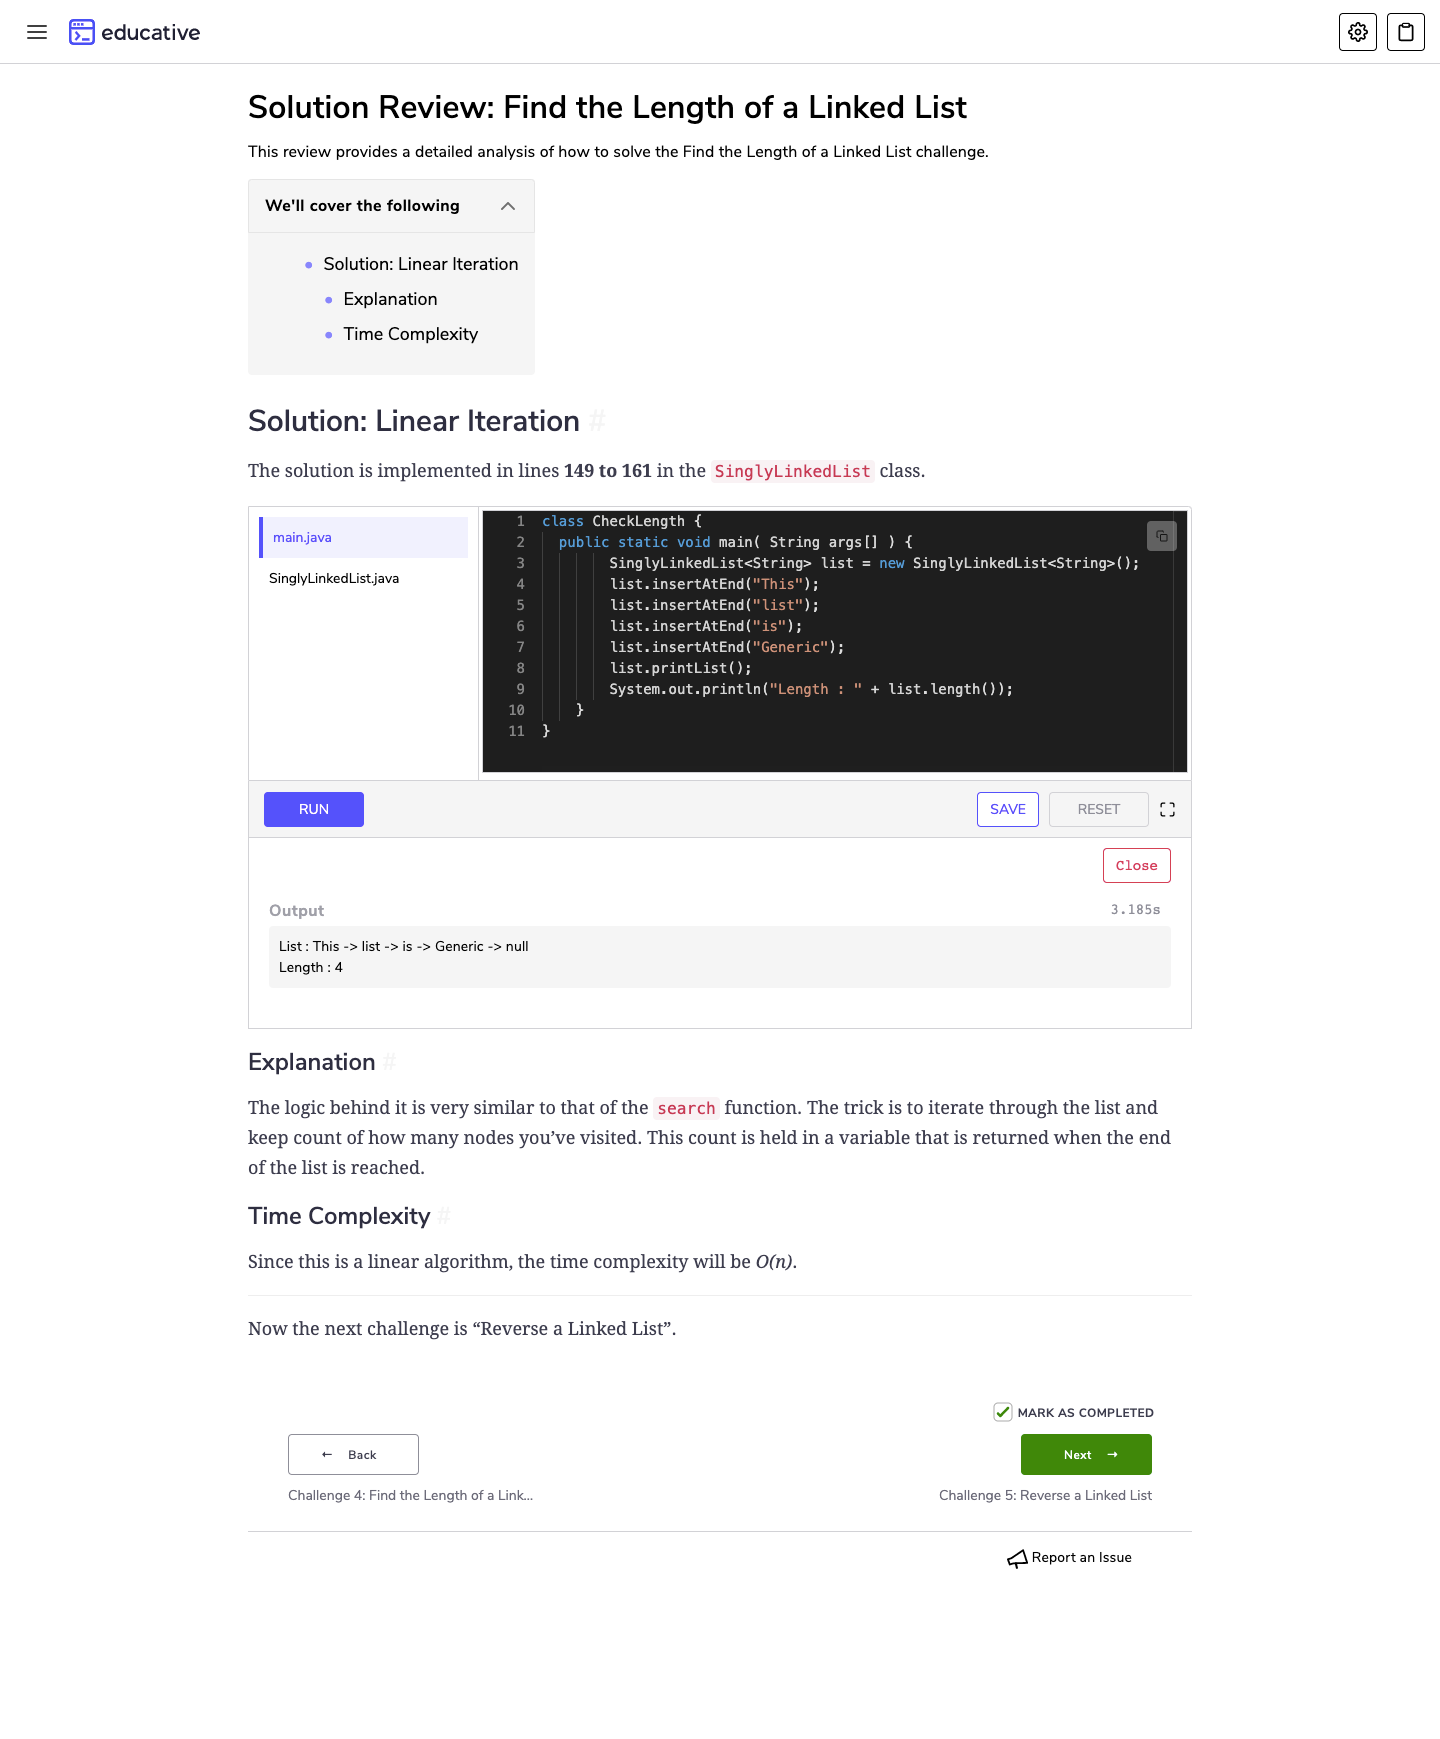 educative
Solution Review: Find the Length of a Linked List
This review provides a detailed analysis of how to solve the Find the Length of a Linked List challenge.
We'll cover the following
Solution: Linear Iteration
Explanation
Time Complexity
Solution: Linear Iteration #
The solution is implemented in lines 149 to 161 in the SinglyLinkedList class.
main.java
SinglyLinkedList.java
1 class CheckLength {
2 public static void main( String args[] ) {
3 SinglyLinkedList<String> list = new SinglyLinkedList<String>();
4 list.insertAtEnd("This");
5 list.insertAtEnd("list");
6 list.insertAtEnd("is");
7 list.insertAtEnd("Generic");
8 list.printList();
9 System.out.println("Length : " + list.length());
10 }
11 }
RUN
SAVE
RESET
Close
Output
3.185s
List : This -> list -> is -> Generic -> null
Length : 4
Explanation #
The logic behind it is very similar to that of the search function. The trick is to iterate through the list and
keep count of how many nodes you’ve visited. This count is held in a variable that is returned when the end
of the list is reached.
Time Complexity #
Since this is a linear algorithm, the time complexity will be O(n).
Now the next challenge is “Reverse a Linked List”.
MARK AS COMPLETED
← Back
Next →
Challenge 4: Find the Length of a Link...
Challenge 5: Reverse a Linked List
Report an Issue